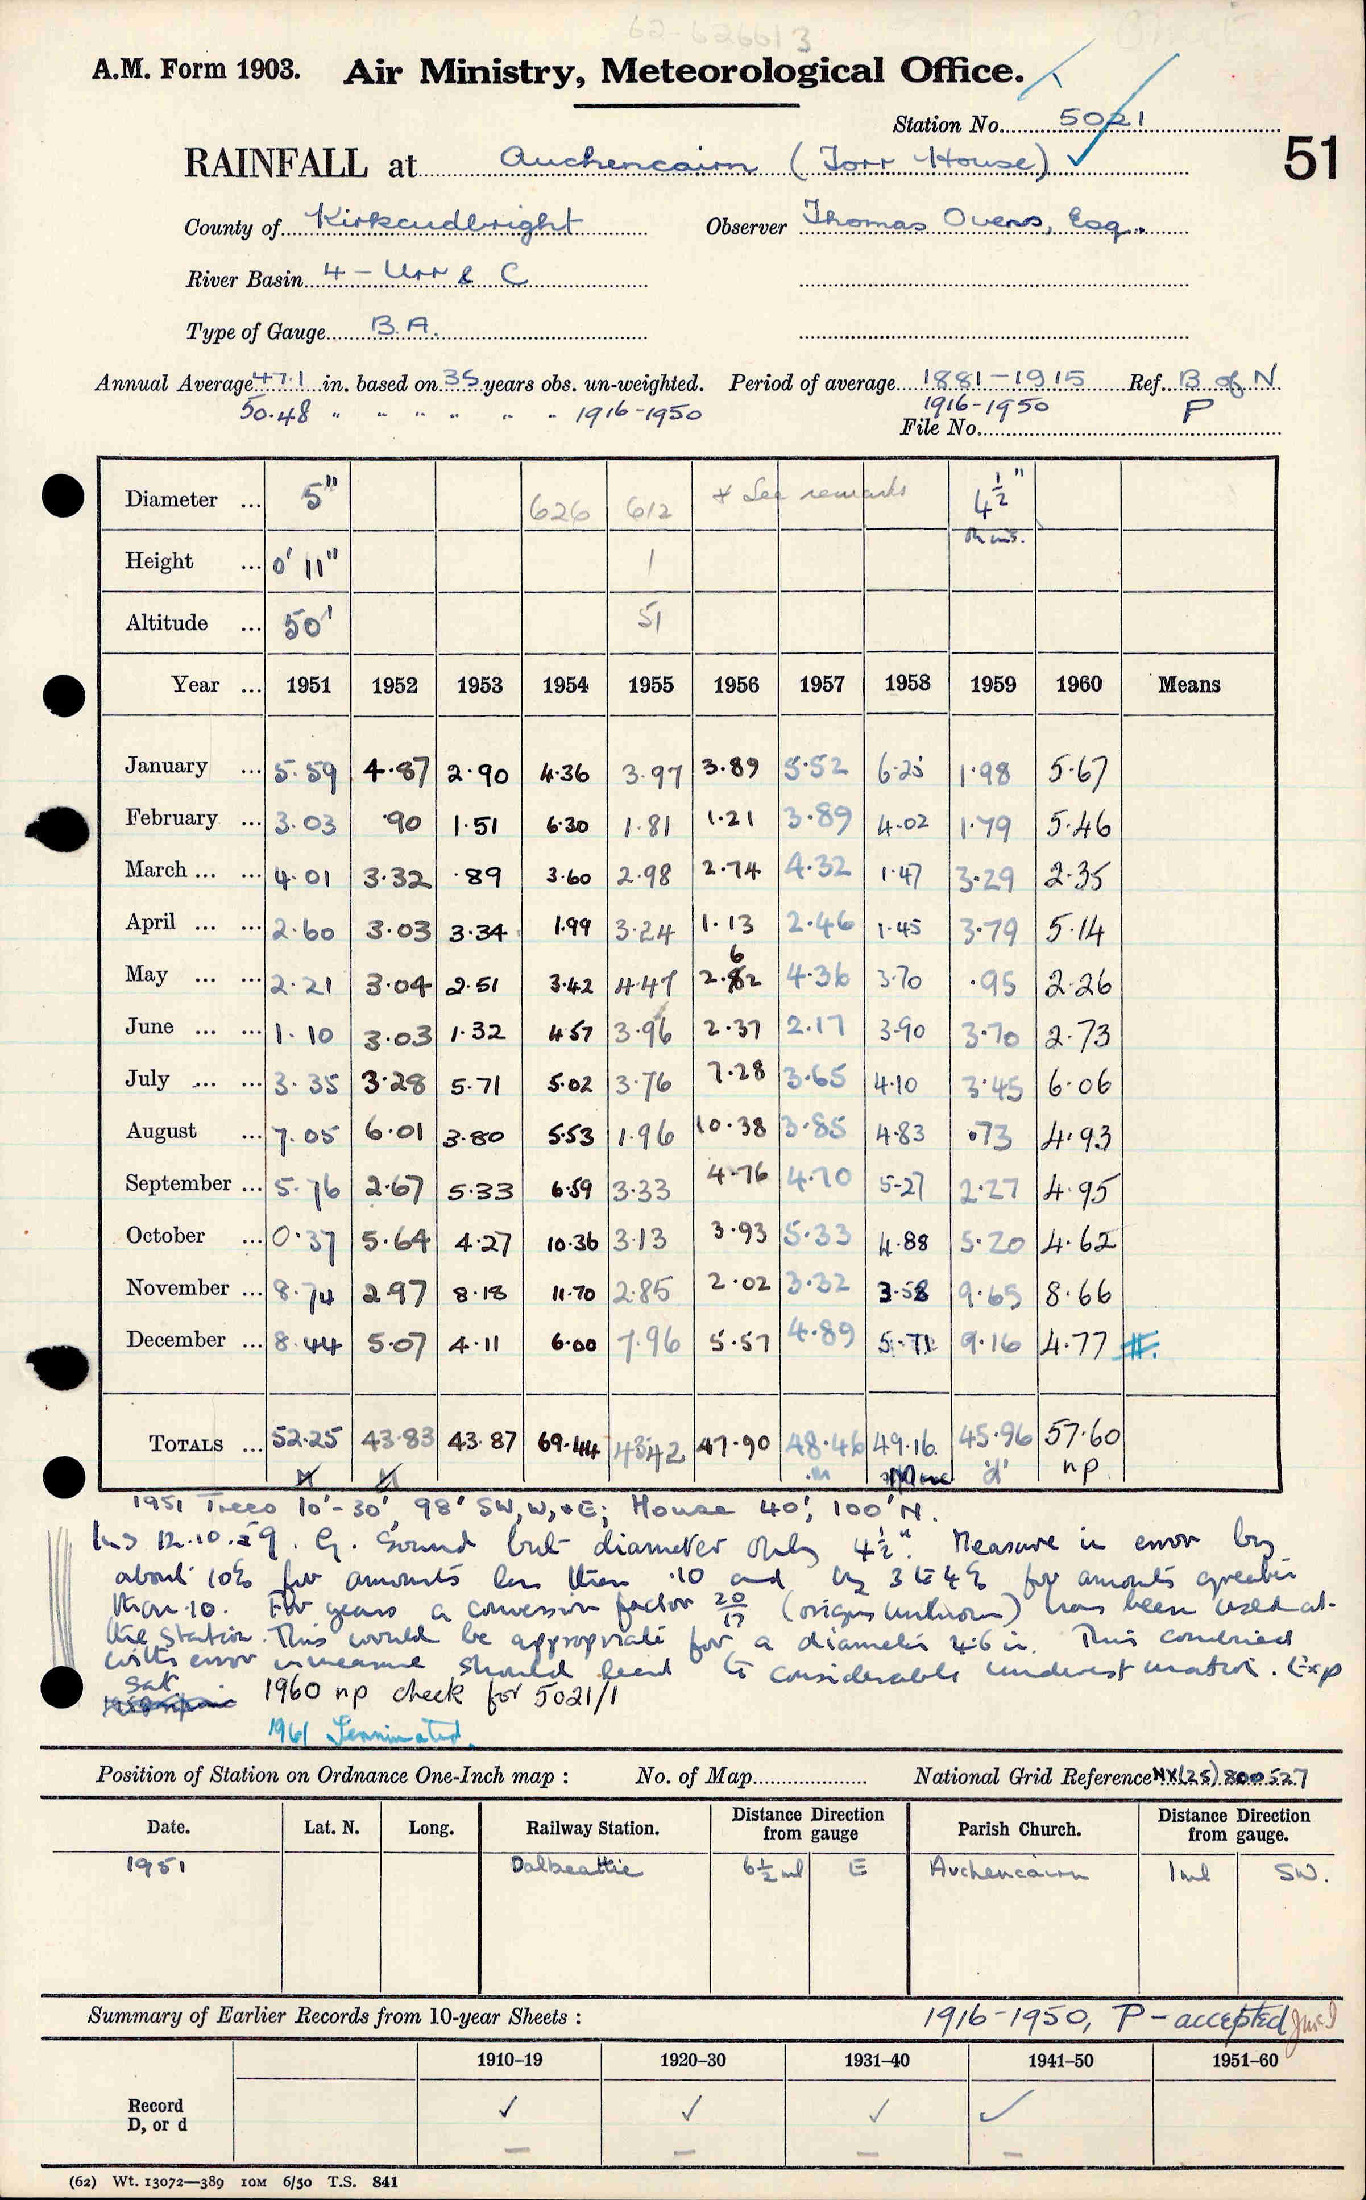 62-626613
A.M. Form 1903. Air Ministry, Meteorological Office.
Station No. 5021
RAINFALL at Auchencairn (Torr House) 51
County of Kirkcudbright Observer Thomas Ovens, Esq.
River Basin 4 - Urr & C
Type of Gauge B.A.
Annual Average 47.1 in. based on 35 years obs. un-weighted. Period of average 1881-1915 Ref. B of N
50.48 " " " " " " 1916-1950 1916-1950 P
File No.
Diameter ... 5" 626 612 * See remarks 4½"
Height ... 0' 11" 1
Altitude ... 50' 51
Year ... 1951 1952 1953 1954 1955 1956 1957 1958 1959 1960 Means
January ... 5.59 4.87 2.90 4.36 3.97 3.89 5.52 6.25 1.98 5.67
February ... 3.03 .90 1.51 6.30 1.81 1.21 3.89 4.02 1.79 5.46
March ... ... 4.01 3.32 .89 3.60 2.98 2.74 4.32 1.47 3.29 2.35
April ... ... 2.60 3.03 3.34 1.99 3.24 1.13 2.46 1.45 3.79 5.14
May ... ... 2.21 3.04 2.51 3.42 4.47 2.62 4.36 3.70 .95 2.26
June ... ... 1.10 3.03 1.32 4.57 3.96 2.37 2.17 3.90 3.70 2.73
July ... ... 3.35 3.28 5.71 5.02 3.76 7.28 3.65 4.10 3.45 6.06
August ... 7.05 6.01 3.80 5.53 1.96 10.38 3.85 4.83 .73 4.93
September ... 5.76 2.67 5.33 6.59 3.33 4.76 4.70 5.27 2.27 4.95
October ... 0.37 5.64 4.27 10.36 3.13 3.93 5.33 4.88 5.20 4.62
November ... 8.74 2.97 8.18 11.70 2.85 2.02 3.32 3.58 9.65 8.66
December ... 8.44 5.07 4.11 6.00 7.96 5.57 4.89 5.71 9.16 4.77 #.
TOTALS ... 52.25 43.83 43.87 69.44 43.42 47.90 48.46 49.16 45.96 57.60
M M m 'd' np
1951 Trees 10'-30', 98' SW, W, & E; House 40', 100' N.
12.10.59. G. Sound but diameter only 4½". Measure in error by
about 10% for amounts less than .10 and by 3 to 4% for amounts greater
than .10. For years a conversion factor 20/17 (origin unknown) has been used at
the station. This would be appropriate for a diameter 4.6 in. This combined
with error in measure should lead to considerable underestimation. Exp
Sat.
1960 np check for 5021/1
1961 Terminated.
Position of Station on Ordnance One-Inch map : No. of Map National Grid Reference NX(25) 800527
Date. Lat. N. Long. Railway Station. Distance Direction from gauge Parish Church. Distance Direction from gauge.
1951 Dalbeattie 6½ ml E Auchencairn 1 ml SW.
Summary of Earlier Records from 10-year Sheets : 1916-1950, P - accepted
1910–19 1920–30 1931–40 1941–50 1951–60
Record ✓ ✓ ✓ ✓
D, or d – – – –
(62) Wt. 13072—389 10M 6/50 T.S. 841